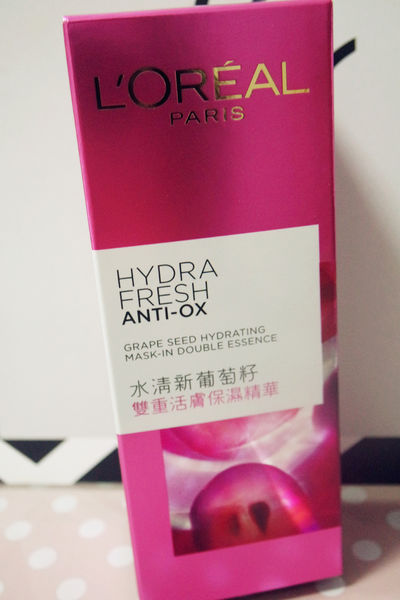 L'ORÉAL
PARIS
HYDRA
FRESH
ANTI-OX
GRAPE SEED HYDRATING
MASK-IN DOUBLE ESSENCE
水清新葡萄籽
雙重活膚保濕精華